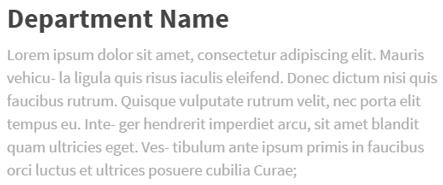 Department Name
Lorem ipsum dolor sit amet, consectetur adipiscing elit. Mauris
vehicu- la ligula quis risus iaculis eleifend. Donec dictum nisi quis
faucibus rutrum. Quisque vulputate rutrum velit, nec porta elit
tempus eu. Inte- ger hendrerit imperdiet arcu, sit amet blandit
quam ultricies eget. Ves- tibulum ante ipsum primis in faucibus
orci luctus et ultrices posuere cubilia Curae;